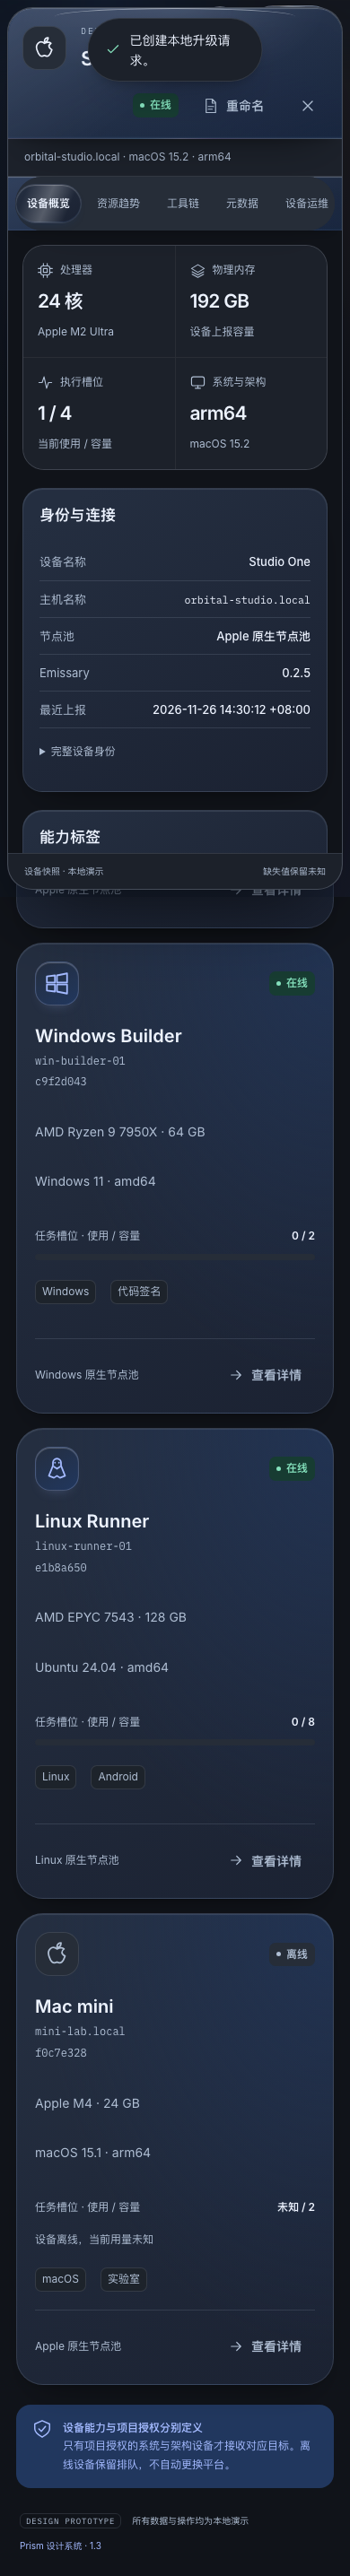 已创建本地升级请
求。
在线
重命名
orbital-studio.local · macOS 15.2 · arm64
设备概览 资源趋势 工具链 元数据 设备运维
处理器
24 核
Apple M2 Ultra
物理内存
192 GB
设备上报容量
执行槽位
1 / 4
当前使用 / 容量
系统与架构
arm64
macOS 15.2
身份与连接
设备名称 Studio One
主机名称 orbital-studio.local
节点池 Apple 原生节点池
Emissary 0.2.5
最近上报 2026-11-26 14:30:12 +08:00
完整设备身份
能力标签
设备快照 · 本地演示 缺失值保留未知
Apple 原生节点池 查看详情
在线
Windows Builder
win-builder-01
c9f2d043
AMD Ryzen 9 7950X · 64 GB
Windows 11 · amd64
任务槽位 · 使用 / 容量 0 / 2
Windows 代码签名
Windows 原生节点池 查看详情
在线
Linux Runner
linux-runner-01
e1b8a650
AMD EPYC 7543 · 128 GB
Ubuntu 24.04 · amd64
任务槽位 · 使用 / 容量 0 / 8
Linux Android
Linux 原生节点池 查看详情
离线
Mac mini
mini-lab.local
f0c7e328
Apple M4 · 24 GB
macOS 15.1 · arm64
任务槽位 · 使用 / 容量 未知 / 2
设备离线，当前用量未知
macOS 实验室
Apple 原生节点池 查看详情
设备能力与项目授权分别定义
只有项目授权的系统与架构设备才接收对应目标。离
线设备保留排队，不自动更换平台。
DESIGN PROTOTYPE 所有数据与操作均为本地演示
Prism 设计系统 · 1.3